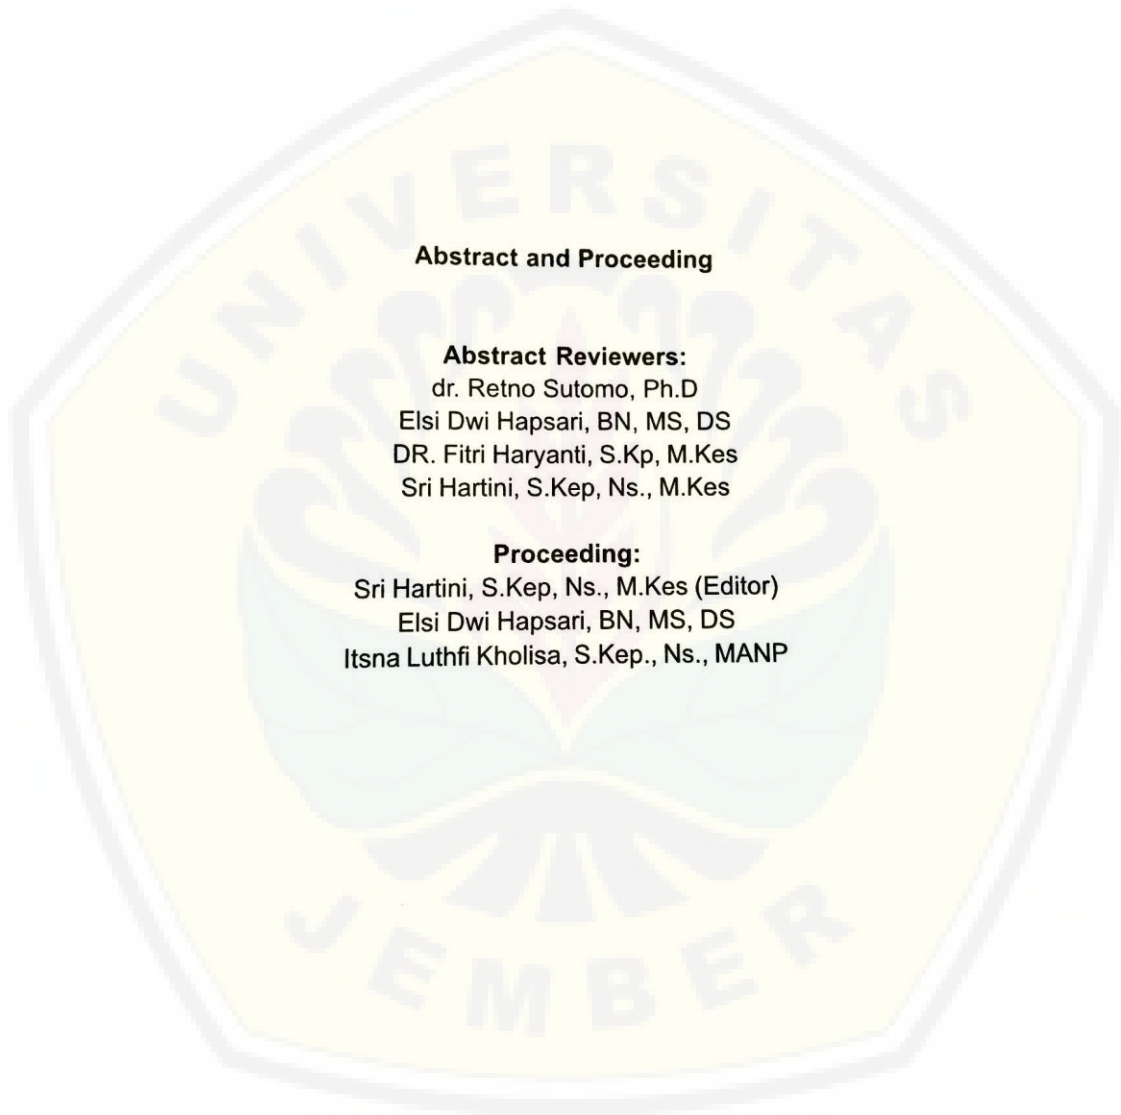 UNIVERSITAS
Abstract and Proceeding
Abstract Reviewers:
dr. Retno Sutomo, Ph.D
Elsi Dwi Hapsari, BN, MS, DS
DR. Fitri Haryanti, S.Kp, M.Kes
Sri Hartini, S.Kep, Ns., M.Kes
Proceeding:
Sri Hartini, S.Kep, Ns., M.Kes (Editor)
Elsi Dwi Hapsari, BN, MS, DS
Itsna Luthfi Kholisa, S.Kep., Ns., MANP
JEMBER